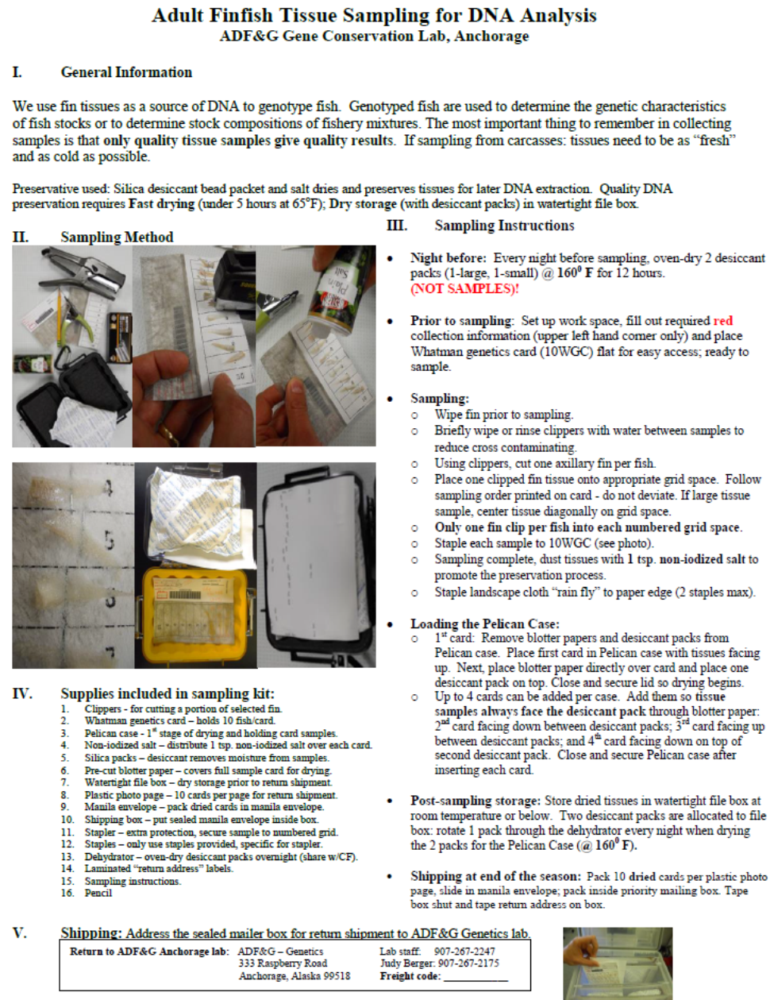 Adult Finfish Tissue Sampling for DNA Analysis
ADF&G Gene Conservation Lab, Anchorage
I. General Information
We use fin tissues as a source of DNA to genotype fish. Genotyped fish are used to determine the genetic characteristics
of fish stocks or to determine stock compositions of fishery mixtures. The most important thing to remember in collecting
samples is that only quality tissue samples give quality results. If sampling from carcasses: tissues need to be as “fresh”
and as cold as possible.
Preservative used: Silica desiccant bead packet and salt dries and preserves tissues for later DNA extraction. Quality DNA
preservation requires Fast drying (under 5 hours at 65°F); Dry storage (with desiccant packs) in watertight file box.
II. Sampling Method
plain
Salt
4
5
6
7
IV. Supplies included in sampling kit:
1. Clippers - for cutting a portion of selected fin.
2. Whatman genetics card – holds 10 fish/card.
3. Pelican case - 1st stage of drying and holding card samples.
4. Non-iodized salt – distribute 1 tsp. non-iodized salt over each card.
5. Silica packs – desiccant removes moisture from samples.
6. Pre-cut blotter paper – covers full sample card for drying.
7. Watertight file box – dry storage prior to return shipment.
8. Plastic photo page – 10 cards per page for return shipment.
9. Manila envelope – pack dried cards in manila envelope.
10. Shipping box – put sealed manila envelope inside box.
11. Stapler – extra protection, secure sample to numbered grid.
12. Staples – only use staples provided, specific for stapler.
13. Dehydrator – oven-dry desiccant packs overnight (share w/CF).
14. Laminated “return address” labels.
15. Sampling instructions.
16. Pencil
III. Sampling Instructions
• Night before: Every night before sampling, oven-dry 2 desiccant
packs (1-large, 1-small) @ 160⁰ F for 12 hours.
(NOT SAMPLES)!
• Prior to sampling: Set up work space, fill out required red
collection information (upper left hand corner only) and place
Whatman genetics card (10WGC) flat for easy access; ready to
sample.
• Sampling:
o Wipe fin prior to sampling.
o Briefly wipe or rinse clippers with water between samples to
reduce cross contaminating.
o Using clippers, cut one axillary fin per fish.
o Place one clipped fin tissue onto appropriate grid space. Follow
sampling order printed on card - do not deviate. If large tissue
sample, center tissue diagonally on grid space.
o Only one fin clip per fish into each numbered grid space.
o Staple each sample to 10WGC (see photo).
o Sampling complete, dust tissues with 1 tsp. non-iodized salt to
promote the preservation process.
o Staple landscape cloth “rain fly” to paper edge (2 staples max).
• Loading the Pelican Case:
o 1st card: Remove blotter papers and desiccant packs from
Pelican case. Place first card in Pelican case with tissues facing
up. Next, place blotter paper directly over card and place one
desiccant pack on top. Close and secure lid so drying begins.
o Up to 4 cards can be added per case. Add them so tissue
samples always face the desiccant pack through blotter paper:
2nd card facing down between desiccant packs; 3rd card facing up
between desiccant packs; and 4th card facing down on top of
second desiccant pack. Close and secure Pelican case after
inserting each card.
• Post-sampling storage: Store dried tissues in watertight file box at
room temperature or below. Two desiccant packs are allocated to file
box: rotate 1 pack through the dehydrator every night when drying
the 2 packs for the Pelican Case (@ 160⁰ F).
• Shipping at end of the season: Pack 10 dried cards per plastic photo
page, slide in manila envelope; pack inside priority mailing box. Tape
box shut and tape return address on box.
V. Shipping: Address the sealed mailer box for return shipment to ADF&G Genetics lab.
Return to ADF&G Anchorage lab: ADF&G – Genetics Lab staff: 907-267-2247
333 Raspberry Road Judy Berger: 907-267-2175
Anchorage, Alaska 99518 Freight code: ____________